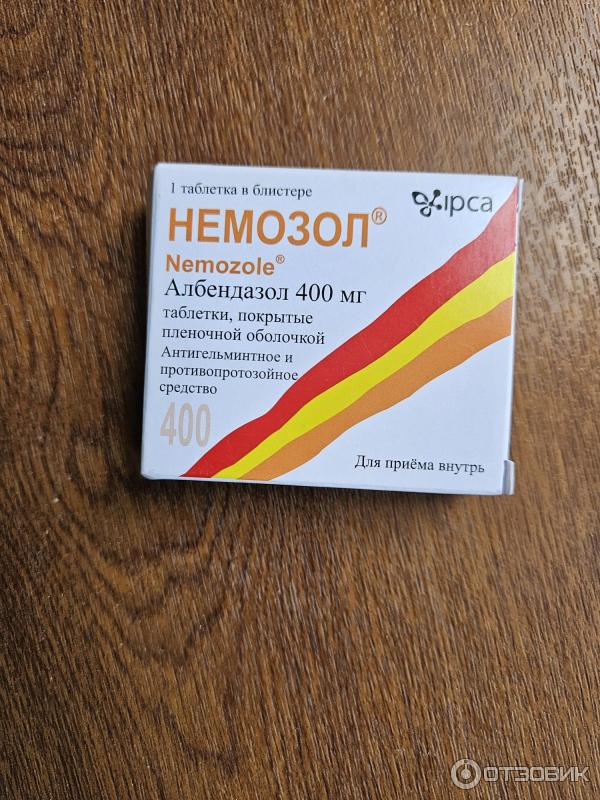 1 таблетка в блистере
ipca
НЕМОЗОЛ®
Nemozole®
Албендазол 400 мг
таблетки, покрытые
пленочной оболочкой
Антигельминтное и
противопротозойное
средство
400
Для приёма внутрь
ОТЗОВИК